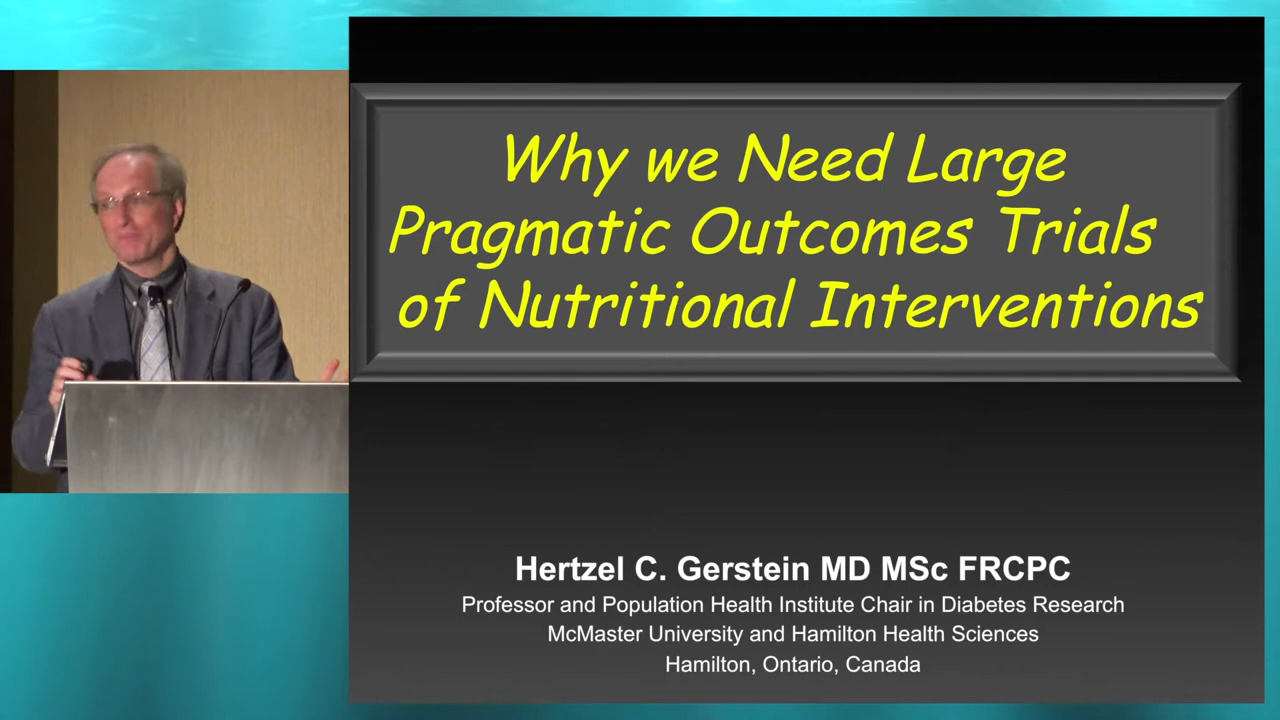 Why we Need Large
Pragmatic Outcomes Trials
of Nutritional Interventions
Hertzel C. Gerstein MD MSc FRCPC
Professor and Population Health Institute Chair in Diabetes Research
McMaster University and Hamilton Health Sciences
Hamilton, Ontario, Canada